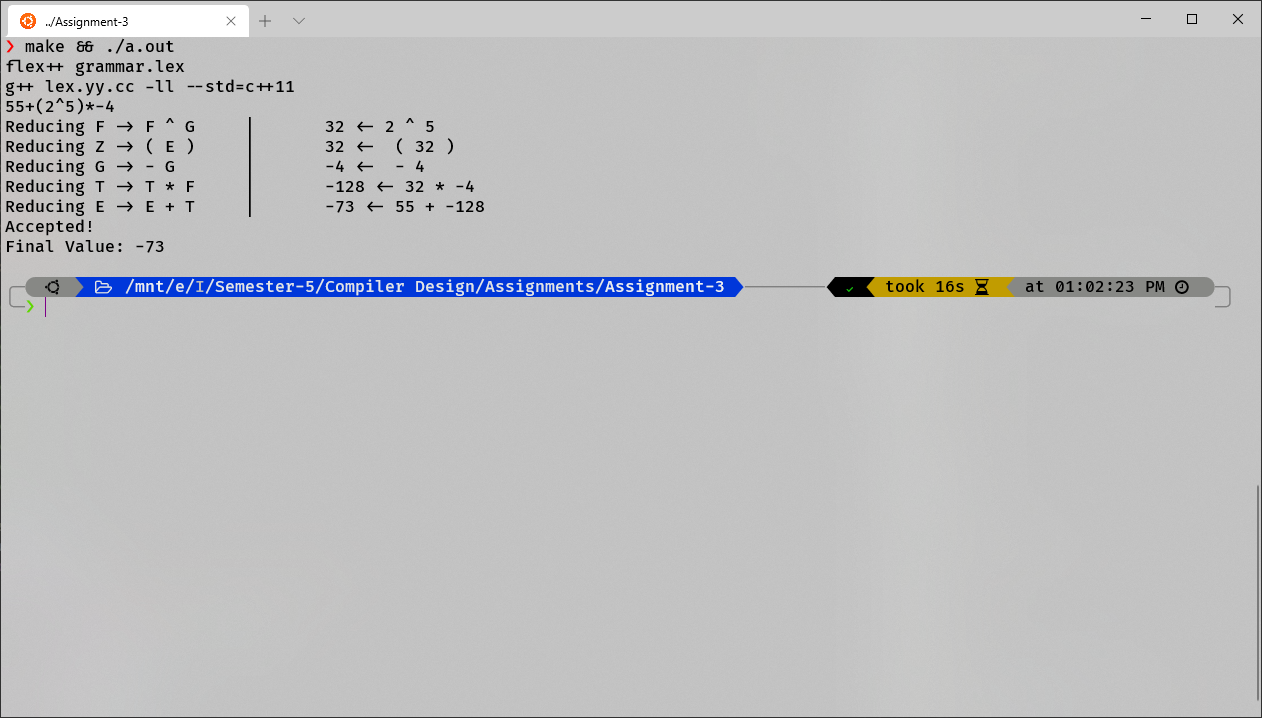 ../Assignment-3
❯ make && ./a.out
flex++ grammar.lex
g++ lex.yy.cc -ll --std=c++11
55+(2^5)*-4
Reducing F -> F ^ G | 32 <- 2 ^ 5
Reducing Z -> ( E ) | 32 <- ( 32 )
Reducing G -> - G | -4 <- - 4
Reducing T -> T * F | -128 <- 32 * -4
Reducing E -> E + T | -73 <- 55 + -128
Accepted!
Final Value: -73
/mnt/e/I/Semester-5/Compiler Design/Assignments/Assignment-3 ✓ took 16s at 01:02:23 PM
❯